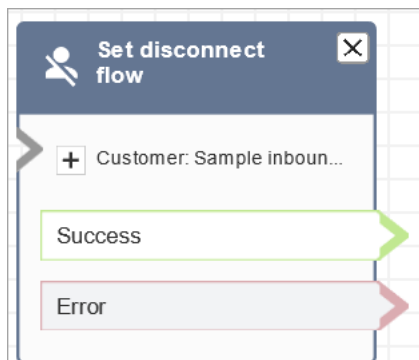 Set disconnect
flow
Customer: Sample inboun...
Success
Error